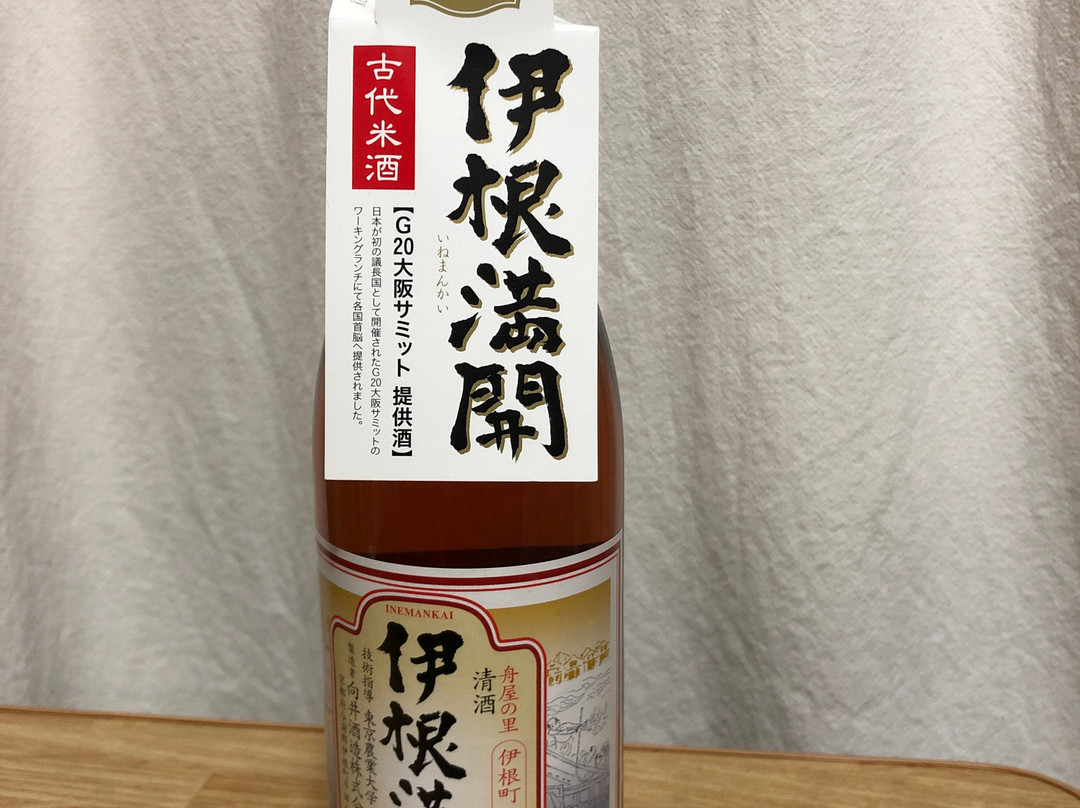 伊根満開
いねまんかい
古代米酒
【G20大阪サミット 提供酒】
日本が初の議長国として開催されたG20大阪サミットの
ワーキングランチにて各国首脳へ提供されました。
INEMANKAI
舟屋の里 伊根町
清酒
伊根満
技術指導 東京農業大学
製造者 向井酒造株式会